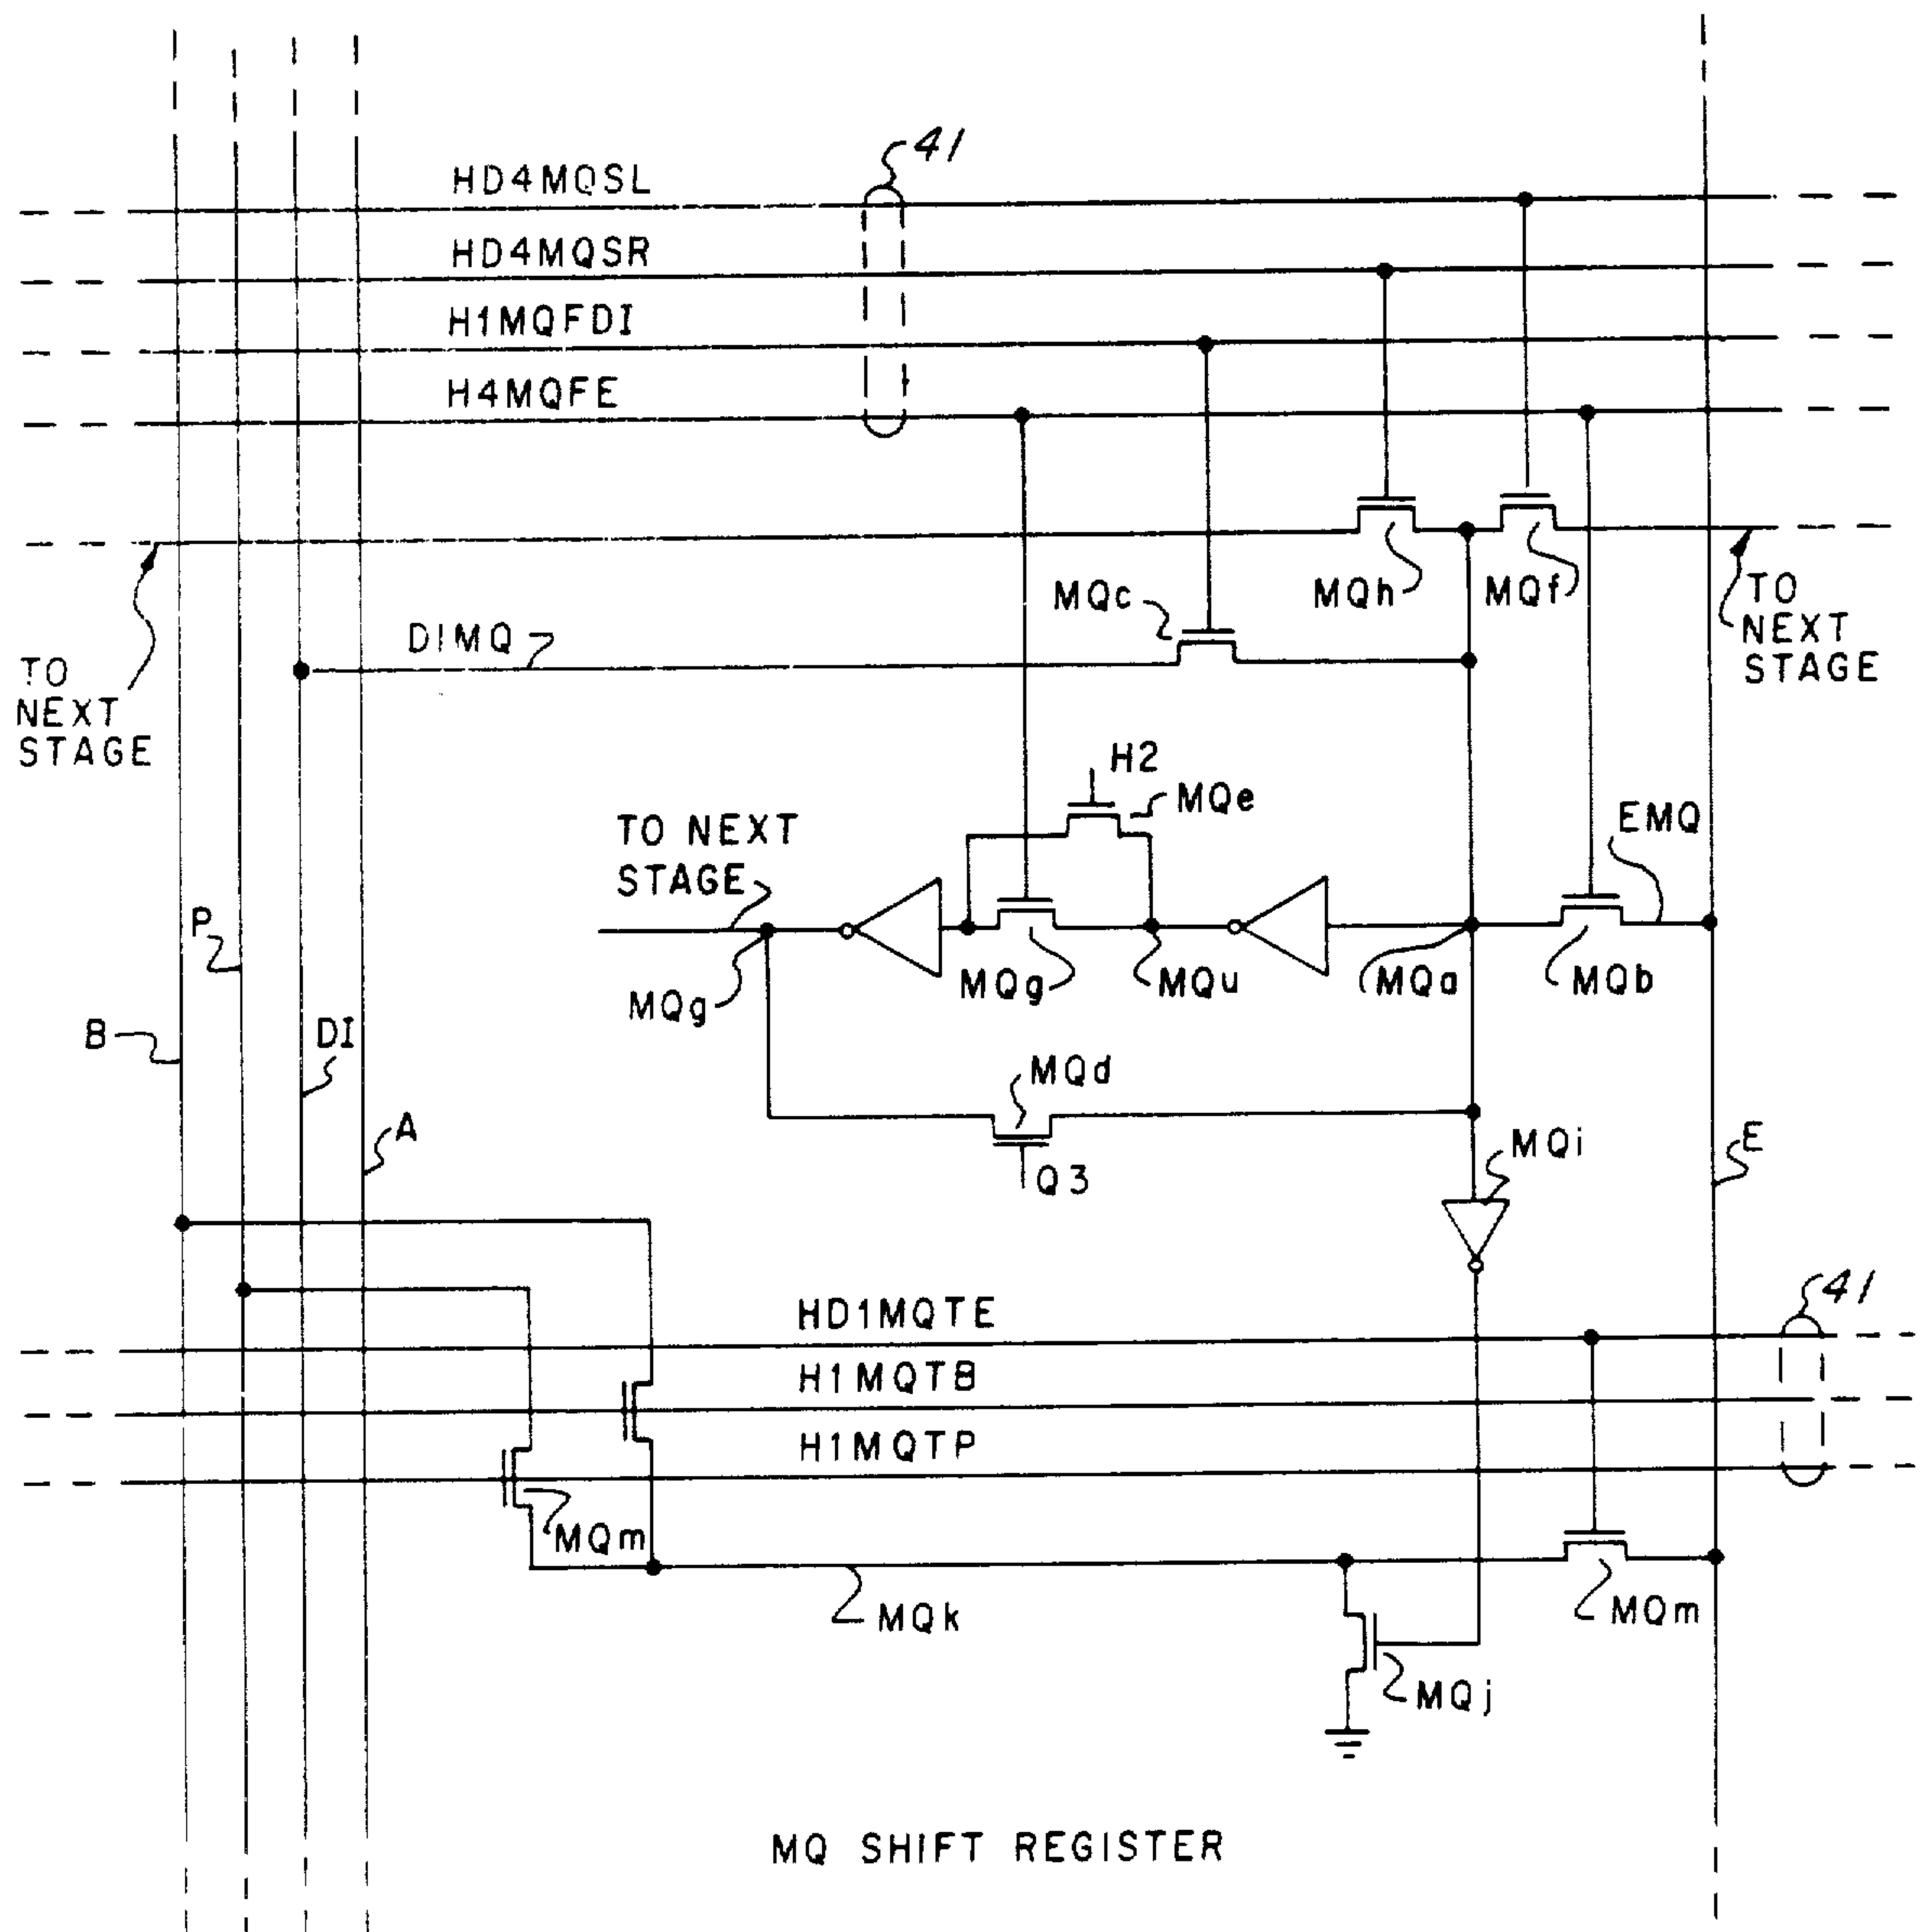 41
HD4MQSL
HD4MQSR
H1MQFDI
H4MQFE
MQc
MQh
MQf
TO
NEXT
STAGE
DIMQ
TO
NEXT
STAGE
H2
MQe
EMQ
TO NEXT
STAGE
P
MQg
MQg
MQu
MQa
MQb
B
DI
MQd
A
MQi
E
Q3
41
HD1MQTE
H1MQTB
H1MQTP
MQm
MQk
MQm
MQj
MQ SHIFT REGISTER